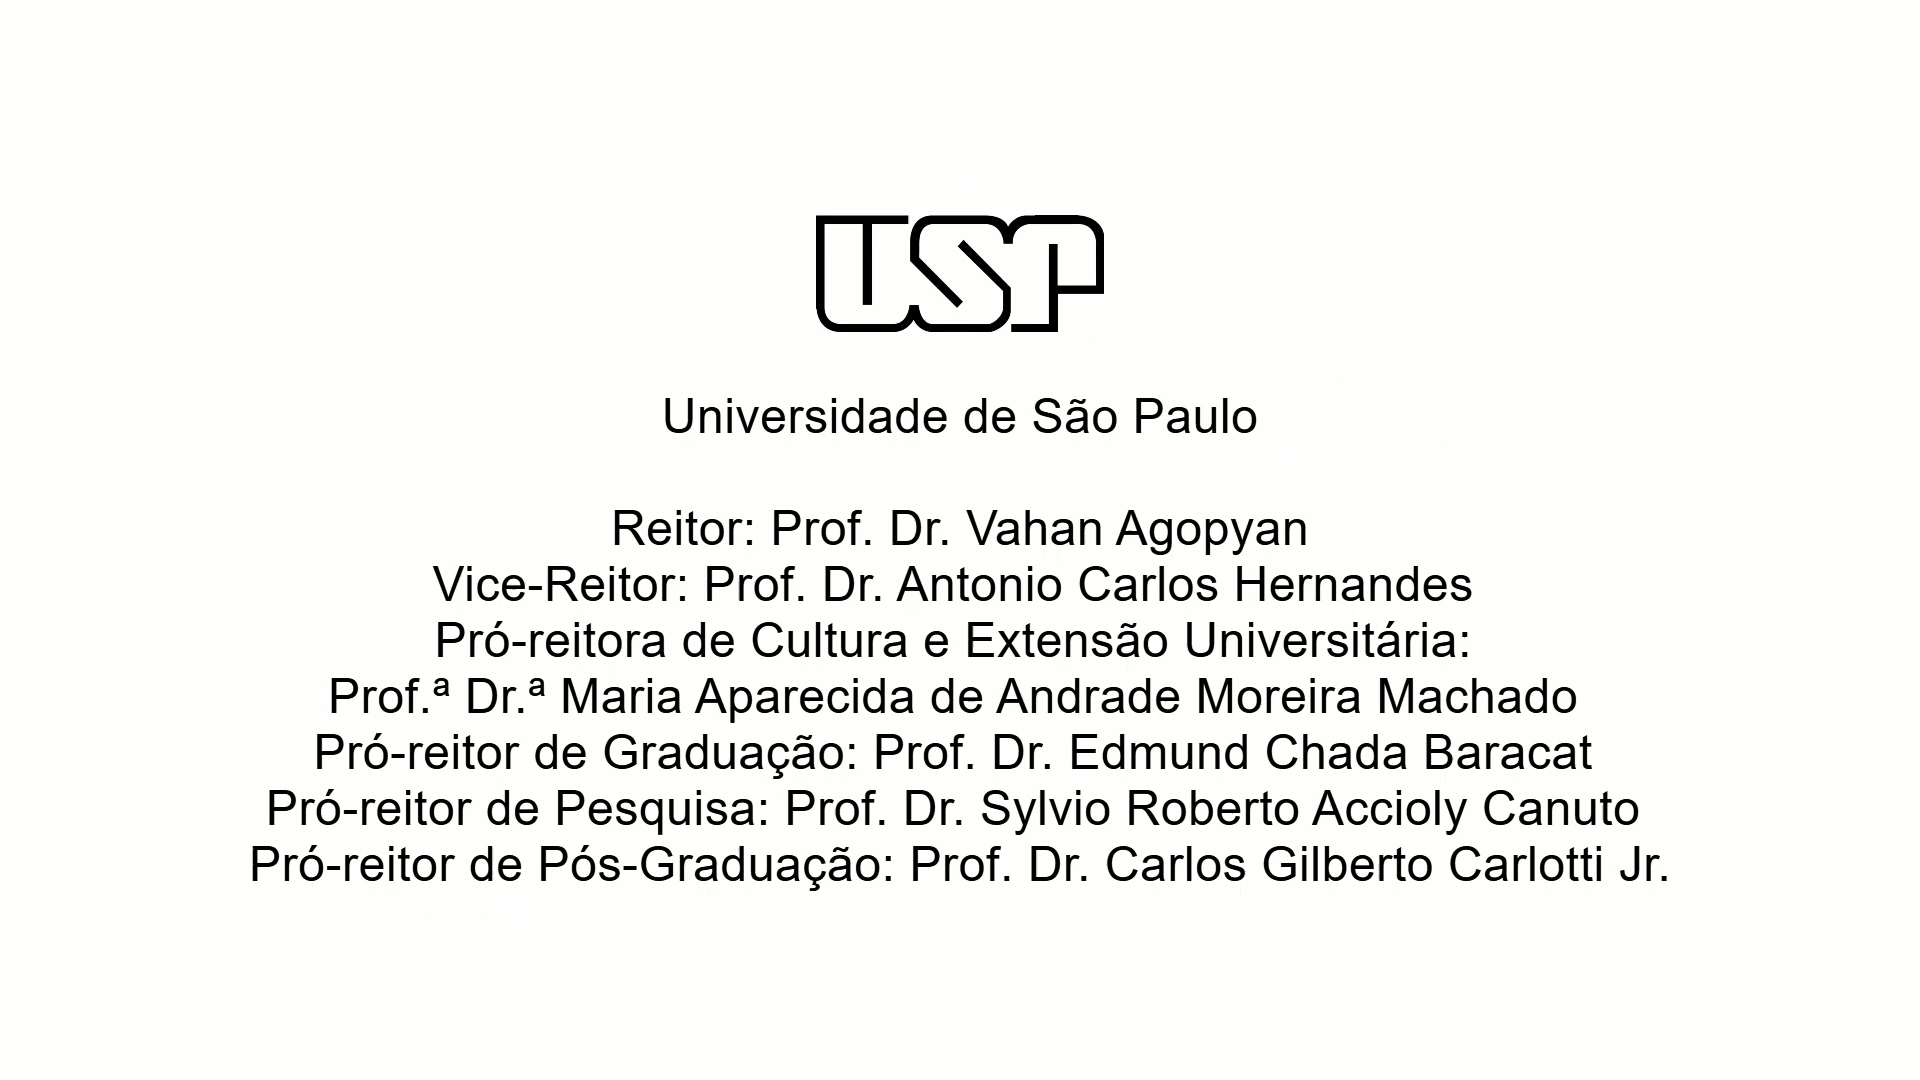 USP
Universidade de São Paulo
Reitor: Prof. Dr. Vahan Agopyan
Vice-Reitor: Prof. Dr. Antonio Carlos Hernandes
Pró-reitora de Cultura e Extensão Universitária:
Prof.ª Dr.ª Maria Aparecida de Andrade Moreira Machado
Pró-reitor de Graduação: Prof. Dr. Edmund Chada Baracat
Pró-reitor de Pesquisa: Prof. Dr. Sylvio Roberto Accioly Canuto
Pró-reitor de Pós-Graduação: Prof. Dr. Carlos Gilberto Carlotti Jr.